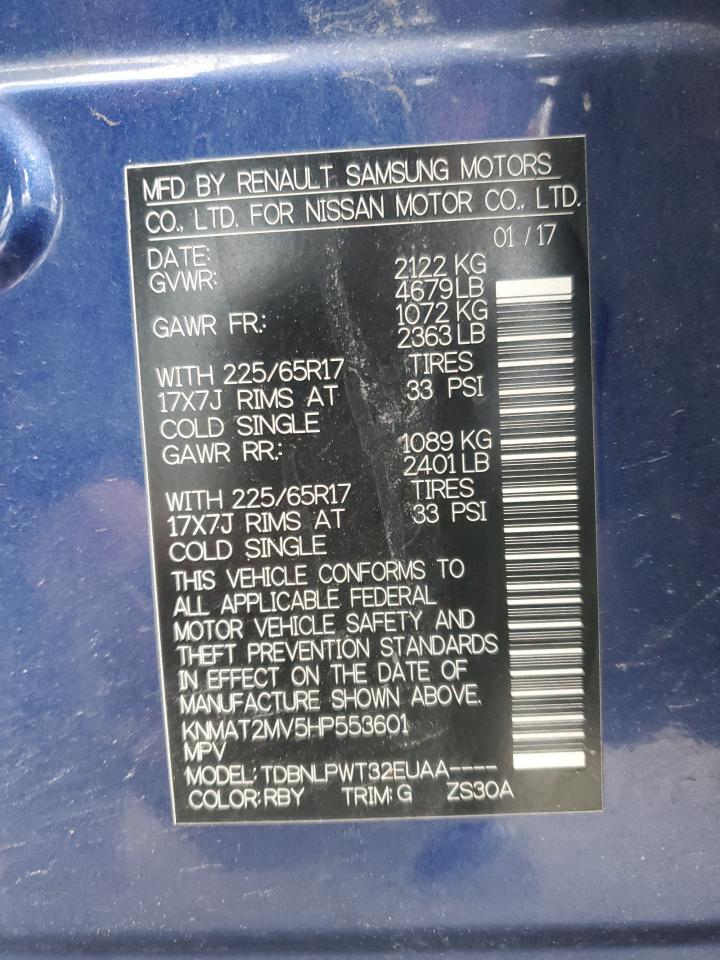 MFD BY RENAULT SAMSUNG MOTORS
CO., LTD. FOR NISSAN MOTOR CO., LTD.
DATE: 01 / 17
GVWR: 2122 KG
4679 LB
GAWR FR.: 1072 KG
2363 LB
WITH 225/65R17 TIRES
17X7J RIMS AT 33 PSI
COLD SINGLE
GAWR RR.: 1089 KG
2401 LB
WITH 225/65R17 TIRES
17X7J RIMS AT 33 PSI
COLD SINGLE
THIS VEHICLE CONFORMS TO
ALL APPLICABLE FEDERAL
MOTOR VEHICLE SAFETY AND
THEFT PREVENTION STANDARDS
IN EFFECT ON THE DATE OF
MANUFACTURE SHOWN ABOVE.
KNMAT2MV5HP553601
MPV
MODEL: TDBNLPWT32EUAA----
COLOR: RBY TRIM: G ZS30A